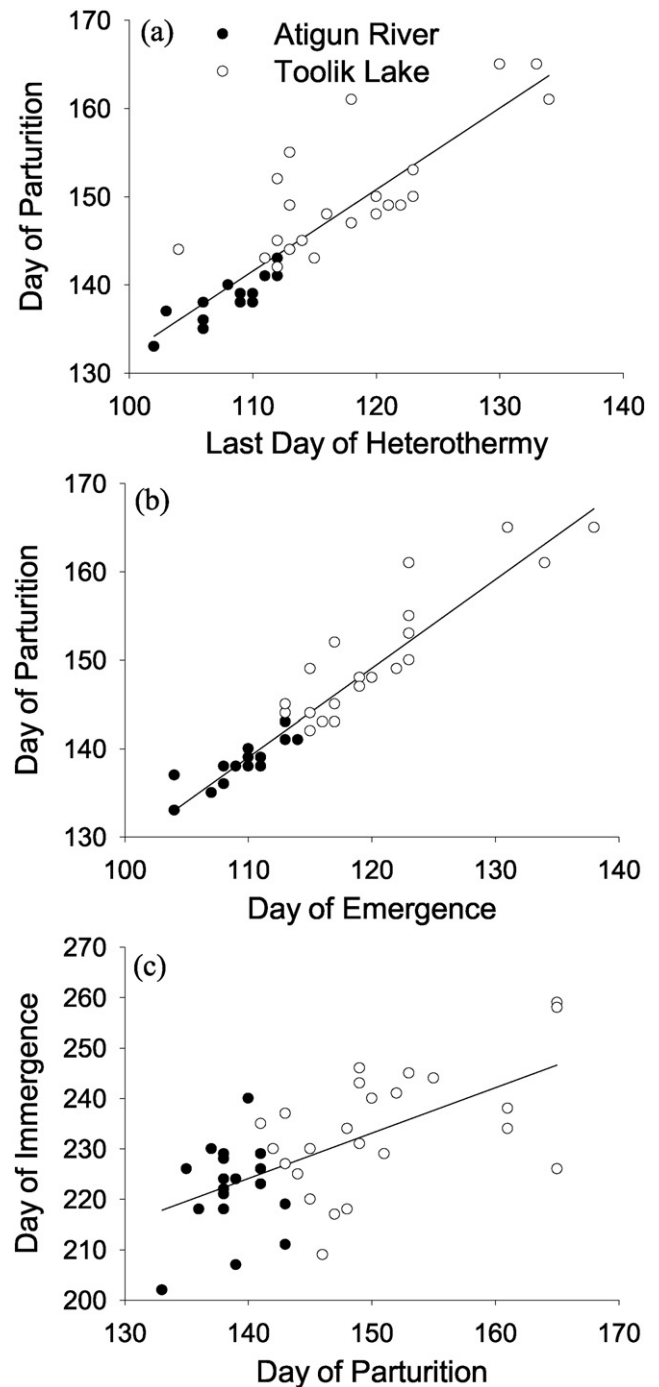 (a)
Atigun River
Toolik Lake
170
160
150
140
130
Day of Parturition
100 110 120 130 140
Last Day of Heterothermy
(b)
170
160
150
140
130
Day of Parturition
100 110 120 130 140
Day of Emergence
(c)
270
260
250
240
230
220
210
200
Day of Immergence
130 140 150 160 170
Day of Parturition